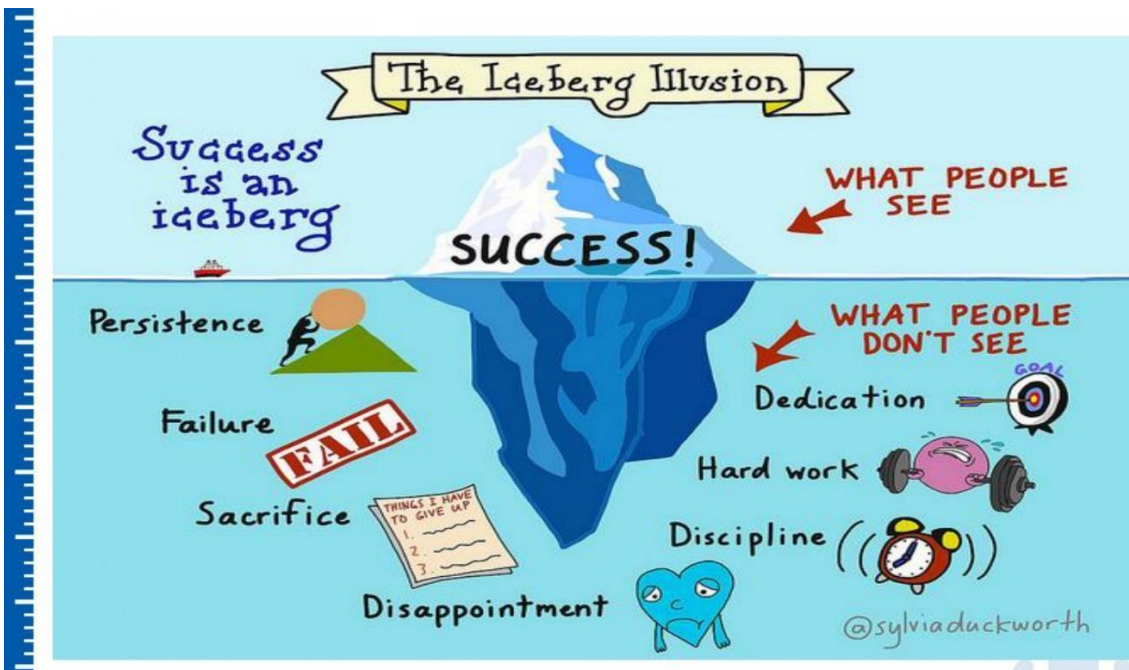 The Iceberg Illusion
Success
is an
iceberg
WHAT PEOPLE
SEE
SUCCESS!
WHAT PEOPLE
DON'T SEE
Persistence
GOAL
Dedication
Failure
FAIL
Hard work
Sacrifice
THINGS I HAVE
TO GIVE UP
1.
2.
3.
Discipline
Disappointment
@sylviaduckworth